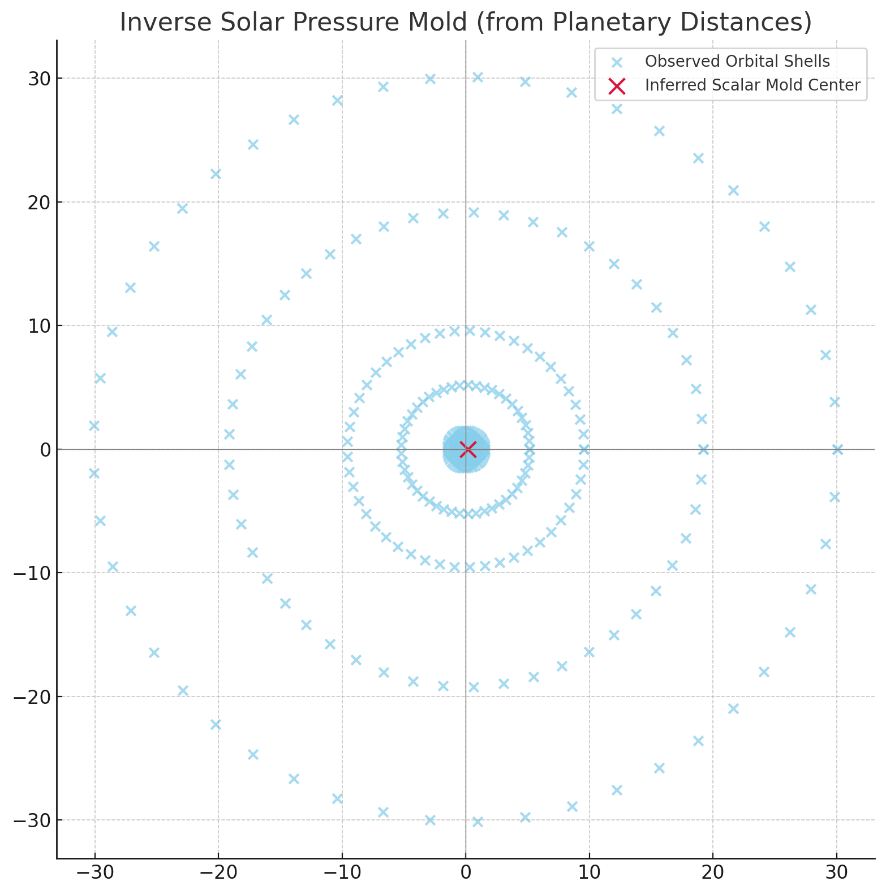 Inverse Solar Pressure Mold (from Planetary Distances)
Observed Orbital Shells
Inferred Scalar Mold Center
30
20
10
0
−10
−20
−30
−30 −20 −10 0 10 20 30